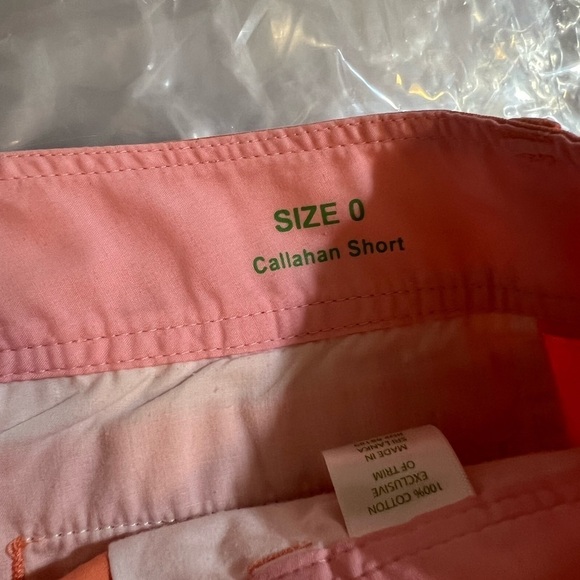 SIZE 0
Callahan Short
100% COTTON
EXCLUSIVE
OF TRIM
MADE IN
SRI LANKA